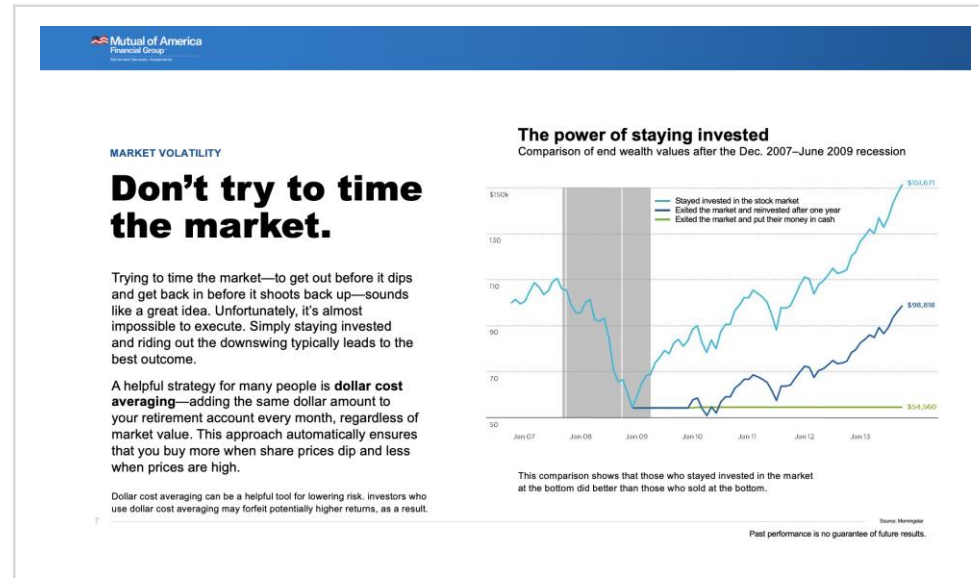 Mutual of America
Financial Group
Retirement Services. Investments.
MARKET VOLATILITY
Don’t try to time
the market.
Trying to time the market—to get out before it dips
and get back in before it shoots back up—sounds
like a great idea. Unfortunately, it’s almost
impossible to execute. Simply staying invested
and riding out the downswing typically leads to the
best outcome.
A helpful strategy for many people is dollar cost
averaging—adding the same dollar amount to
your retirement account every month, regardless of
market value. This approach automatically ensures
that you buy more when share prices dip and less
when prices are high.
Dollar cost averaging can be a helpful tool for lowering risk. investors who
use dollar cost averaging may forfeit potentially higher returns, as a result.
The power of staying invested
Comparison of end wealth values after the Dec. 2007–June 2009 recession
$151,671
$150k
Stayed invested in the stock market
Exited the market and reinvested after one year
Exited the market and put their money in cash
130
110
$98,818
90
70
$54,560
50
Jan 07 Jan 08 Jan 09 Jan 10 Jan 11 Jan 12 Jan 13
This comparison shows that those who stayed invested in the market
at the bottom did better than those who sold at the bottom.
7
Source: Morningstar
Past performance is no guarantee of future results.